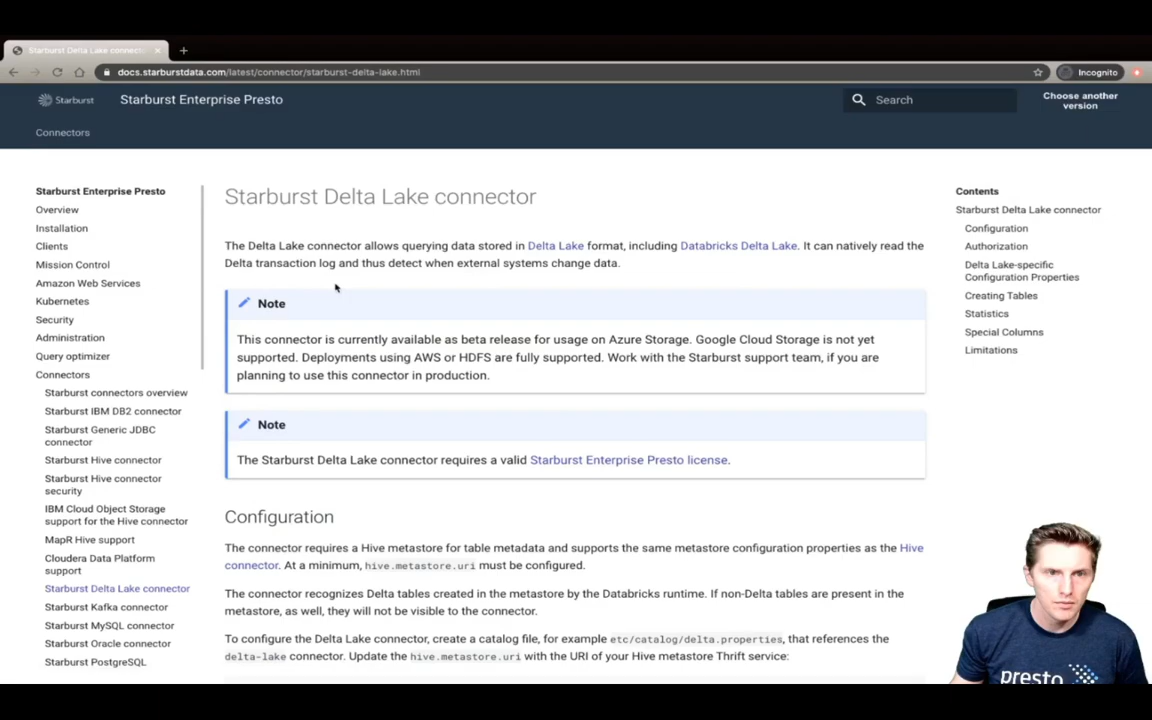 Starburst Delta Lake connect
docs.starburstdata.com/latest/connector/starburst-delta-lake.html
Incognito
Starburst
Starburst Enterprise Presto
Search
Choose another
version
Connectors
Starburst Enterprise Presto
Overview
Installation
Clients
Mission Control
Amazon Web Services
Kubernetes
Security
Administration
Query optimizer
Connectors
Starburst connectors overview
Starburst IBM DB2 connector
Starburst Generic JDBC
connector
Starburst Hive connector
Starburst Hive connector
security
IBM Cloud Object Storage
support for the Hive connector
MapR Hive support
Cloudera Data Platform
support
Starburst Delta Lake connector
Starburst Kafka connector
Starburst MySQL connector
Starburst Oracle connector
Starburst PostgreSQL
Starburst Delta Lake connector
The Delta Lake connector allows querying data stored in Delta Lake format, including Databricks Delta Lake. It can natively read the
Delta transaction log and thus detect when external systems change data.
Note
This connector is currently available as beta release for usage on Azure Storage. Google Cloud Storage is not yet
supported. Deployments using AWS or HDFS are fully supported. Work with the Starburst support team, if you are
planning to use this connector in production.
Note
The Starburst Delta Lake connector requires a valid Starburst Enterprise Presto license.
Configuration
The connector requires a Hive metastore for table metadata and supports the same metastore configuration properties as the Hive
connector. At a minimum, hive.metastore.uri must be configured.
The connector recognizes Delta tables created in the metastore by the Databricks runtime. If non-Delta tables are present in the
metastore, as well, they will not be visible to the connector.
To configure the Delta Lake connector, create a catalog file, for example etc/catalog/delta.properties, that references the
delta-lake connector. Update the hive.metastore.uri with the URI of your Hive metastore Thrift service:
Contents
Starburst Delta Lake connector
Configuration
Authorization
Delta Lake-specific
Configuration Properties
Creating Tables
Statistics
Special Columns
Limitations
presto